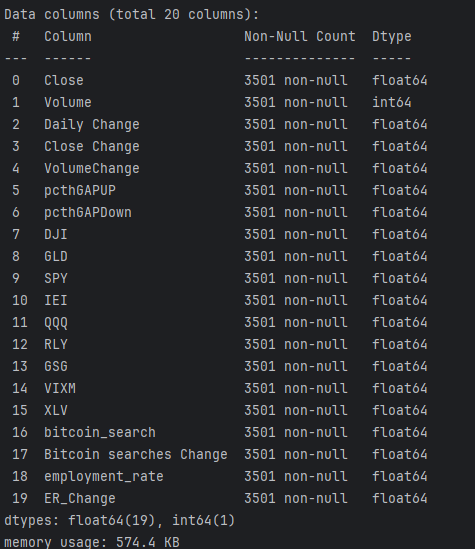 Data columns (total 20 columns):
 #   Column                   Non-Null Count  Dtype
---  ------                   --------------  -----
 0   Close                    3501 non-null   float64
 1   Volume                   3501 non-null   int64
 2   Daily Change             3501 non-null   float64
 3   Close Change             3501 non-null   float64
 4   VolumeChange             3501 non-null   float64
 5   pcthGAPUP                3501 non-null   float64
 6   pcthGAPDown              3501 non-null   float64
 7   DJI                      3501 non-null   float64
 8   GLD                      3501 non-null   float64
 9   SPY                      3501 non-null   float64
 10  IEI                      3501 non-null   float64
 11  QQQ                      3501 non-null   float64
 12  RLY                      3501 non-null   float64
 13  GSG                      3501 non-null   float64
 14  VIXM                     3501 non-null   float64
 15  XLV                      3501 non-null   float64
 16  bitcoin_search           3501 non-null   float64
 17  Bitcoin searches Change  3501 non-null   float64
 18  employment_rate          3501 non-null   float64
 19  ER_Change                3501 non-null   float64
dtypes: float64(19), int64(1)
memory usage: 574.4 KB